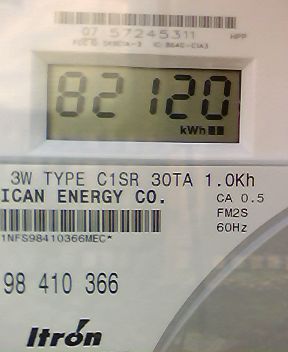 07 57245311 HPP
82120
kWh
3W TYPE C1SR 30TA 1.0Kh
ICAN ENERGY CO. CA 0.5
FM2S
1NFS98410366MEC* 60Hz
98 410 366
Itron